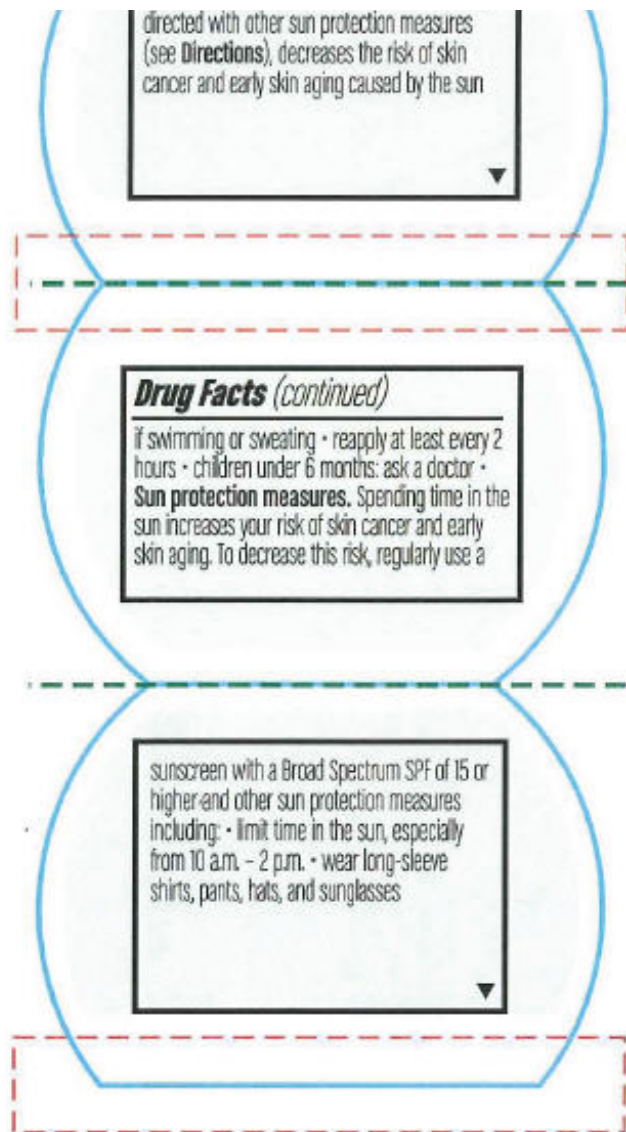 directed with other sun protection measures
(see Directions), decreases the risk of skin
cancer and early skin aging caused by the sun
Drug Facts (continued)
if swimming or sweating • reapply at least every 2
hours • children under 6 months: ask a doctor •
Sun protection measures. Spending time in the
sun increases your risk of skin cancer and early
skin aging. To decrease this risk, regularly use a
sunscreen with a Broad Spectrum SPF of 15 or
higher and other sun protection measures
including: • limit time in the sun, especially
from 10 a.m. – 2 p.m. • wear long-sleeve
shirts, pants, hats, and sunglasses